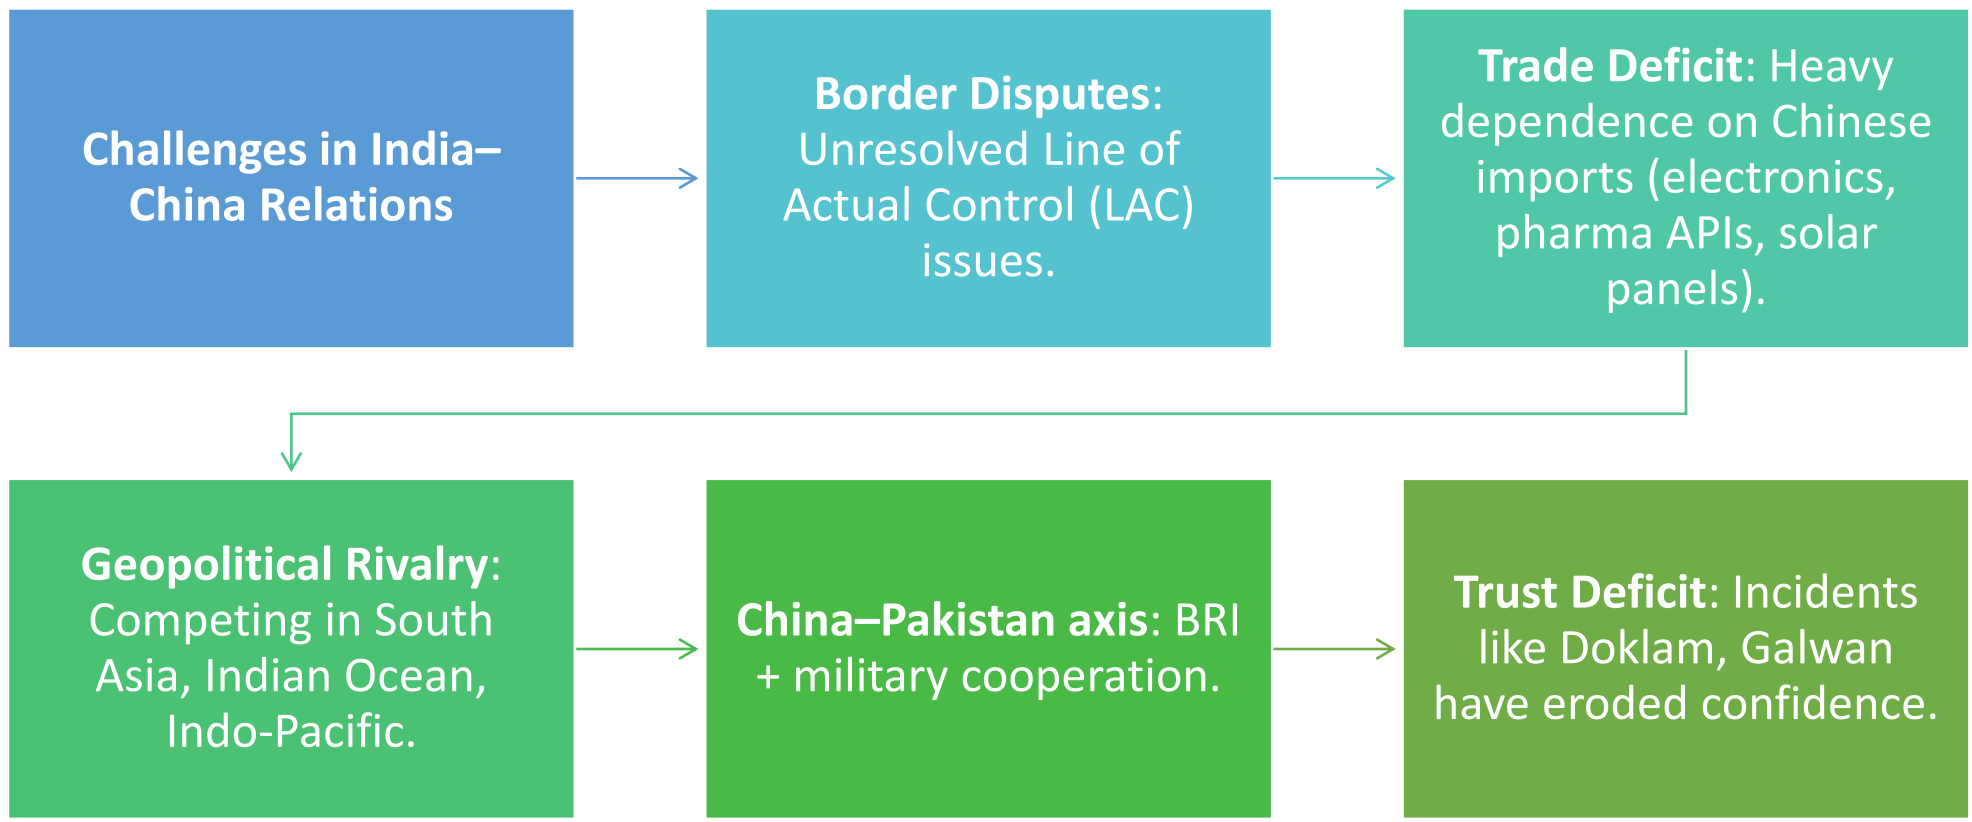 Challenges in India–
China Relations
Border Disputes:
Unresolved Line of
Actual Control (LAC)
issues.
Trade Deficit: Heavy
dependence on Chinese
imports (electronics,
pharma APIs, solar
panels).
Geopolitical Rivalry:
Competing in South
Asia, Indian Ocean,
Indo-Pacific.
China–Pakistan axis: BRI
+ military cooperation.
Trust Deficit: Incidents
like Doklam, Galwan
have eroded confidence.